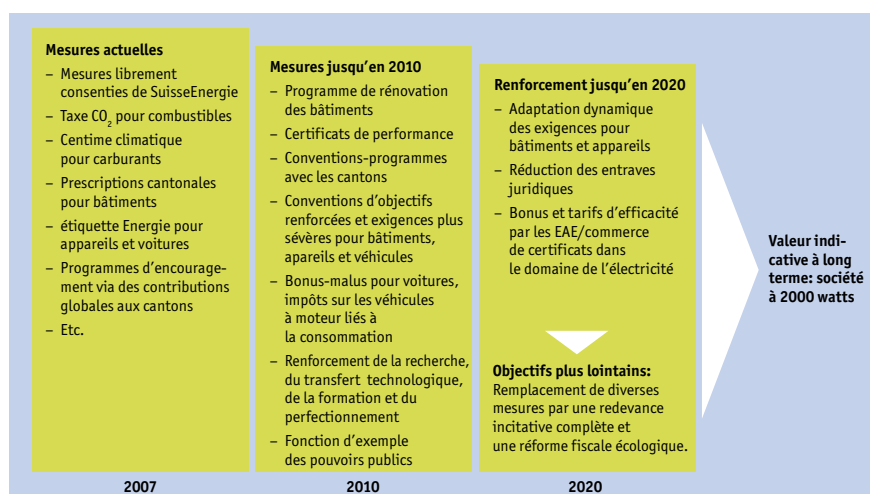 Mesures actuelles
– Mesures librement
consenties de SuisseEnergie
– Taxe CO₂ pour combustibles
– Centime climatique
pour carburants
– Prescriptions cantonales
pour bâtiments
– étiquette Energie pour
appareils et voitures
– Programmes d'encourage-
ment via des contributions
globales aux cantons
– Etc.
2007
Mesures jusqu'en 2010
– Programme de rénovation
des bâtiments
– Certificats de performance
– Conventions-programmes
avec les cantons
– Conventions d'objectifs
renforcées et exigences plus
sévères pour bâtiments,
apareils et véhicules
– Bonus-malus pour voitures,
impôts sur les véhicules
à moteur liés à
la consommation
– Renforcement de la recherche,
du transfert technologique,
de la formation et du
perfectionnement
– Fonction d'exemple
des pouvoirs publics
2010
Renforcement jusqu'en 2020
– Adaptation dynamique
des exigences pour
bâtiments et appareils
– Réduction des entraves
juridiques
– Bonus et tarifs d'efficacité
par les EAE/commerce
de certificats dans
le domaine de l'électricité
Objectifs plus lointains:
Remplacement de diverses
mesures par une redevance
incitative complète et
une réforme fiscale écologique.
2020
Valeur indi-
cative à long
terme: société
à 2000 watts